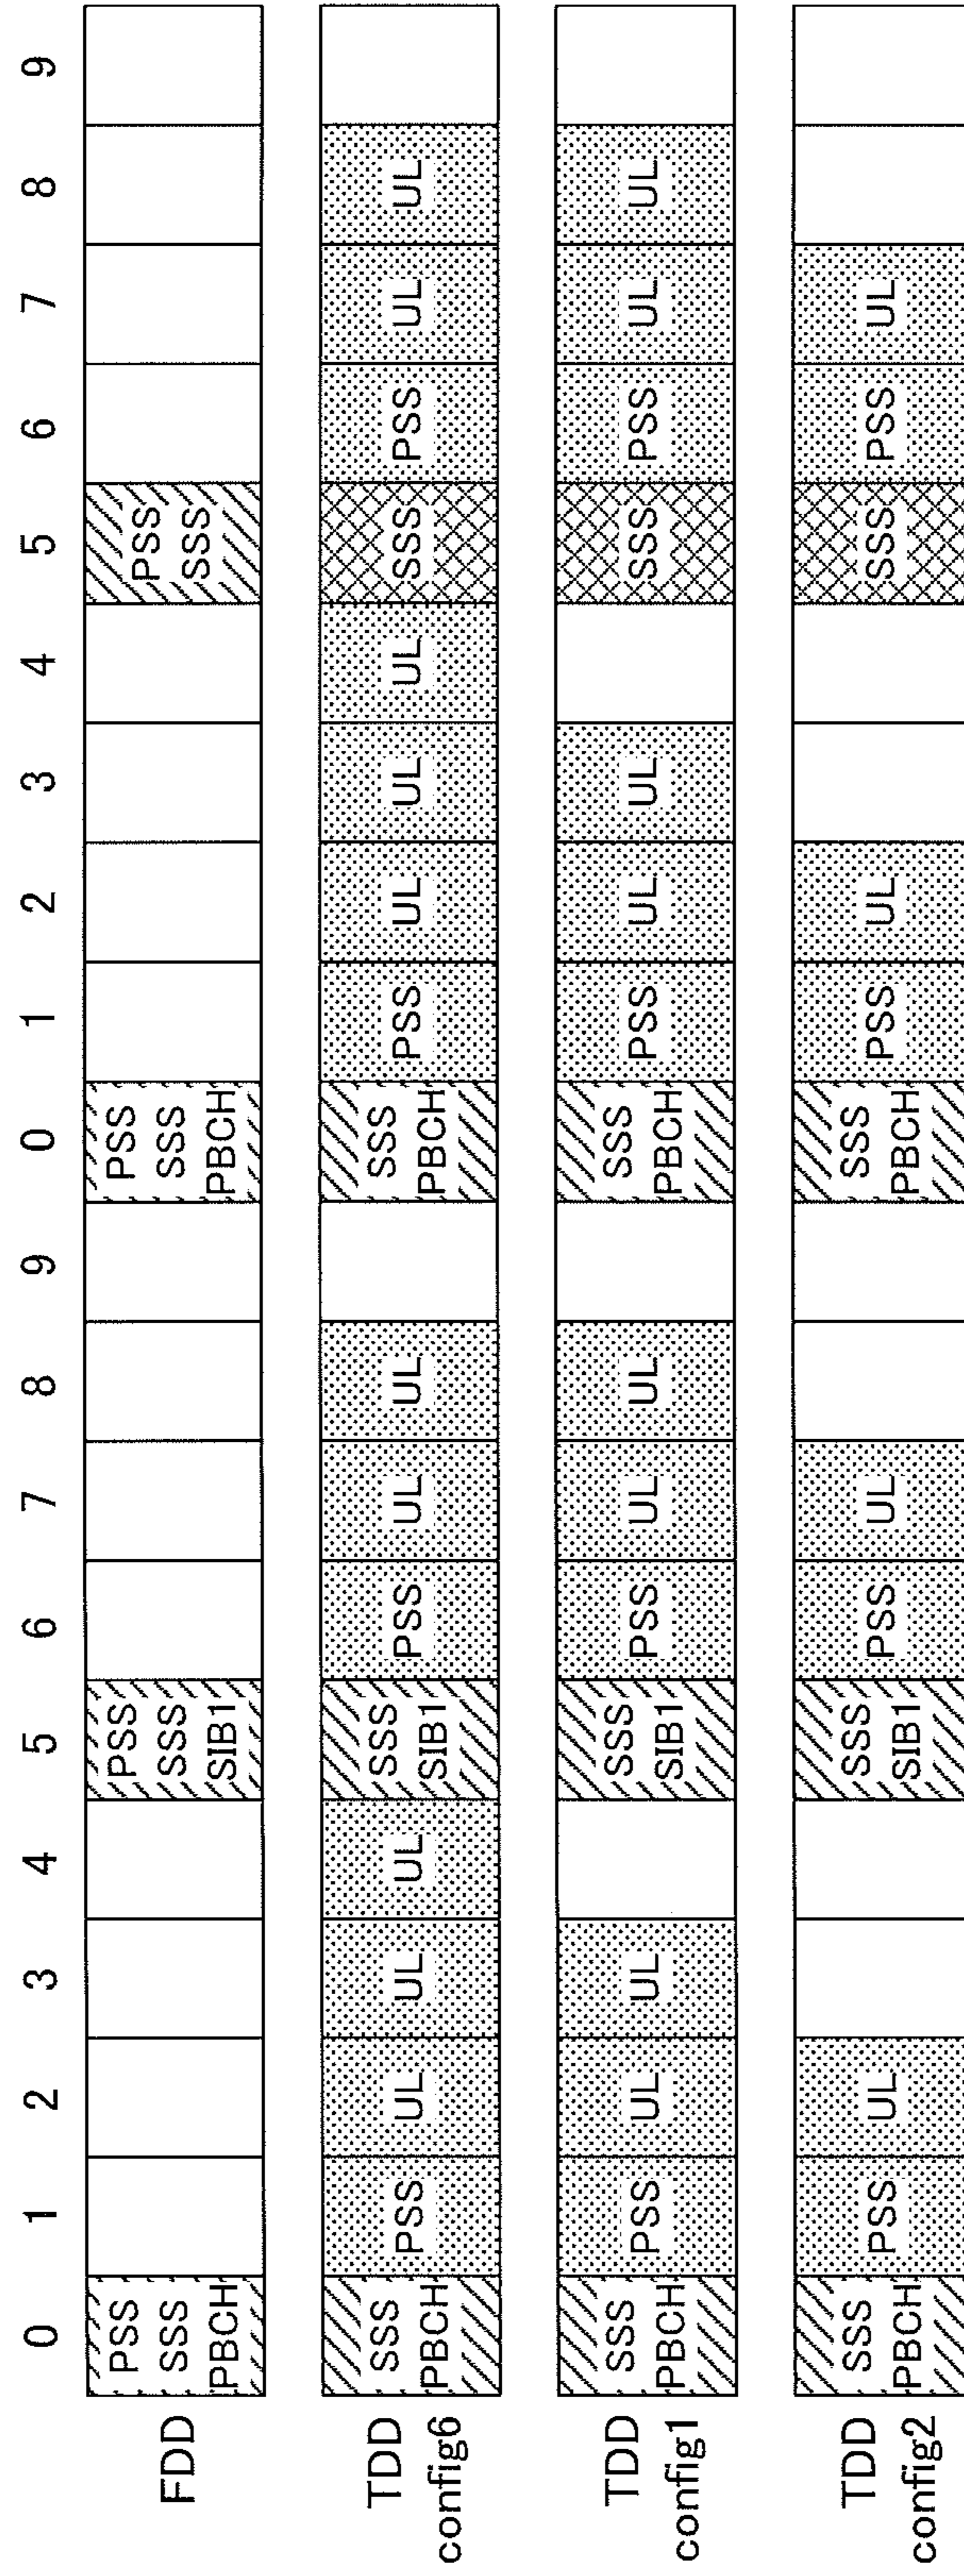 0 1 2 3 4 5 6 7 8 9 0 1 2 3 4 5 6 7 8 9
FDD
PSS
SSS
PBCH
PSS
SSS
SIB1
PSS
SSS
PBCH
PSS
SSS
TDD
config6
SSS
PBCH
PSS
UL
UL
UL
SSS
SIB1
PSS
UL
UL
SSS
PBCH
PSS
UL
UL
UL
SSS
PSS
UL
UL
TDD
config1
SSS
PBCH
PSS
UL
UL
SSS
SIB1
PSS
UL
UL
SSS
PBCH
PSS
UL
UL
SSS
PSS
UL
UL
TDD
config2
SSS
PBCH
PSS
UL
SSS
SIB1
PSS
UL
SSS
PBCH
PSS
UL
SSS
PSS
UL